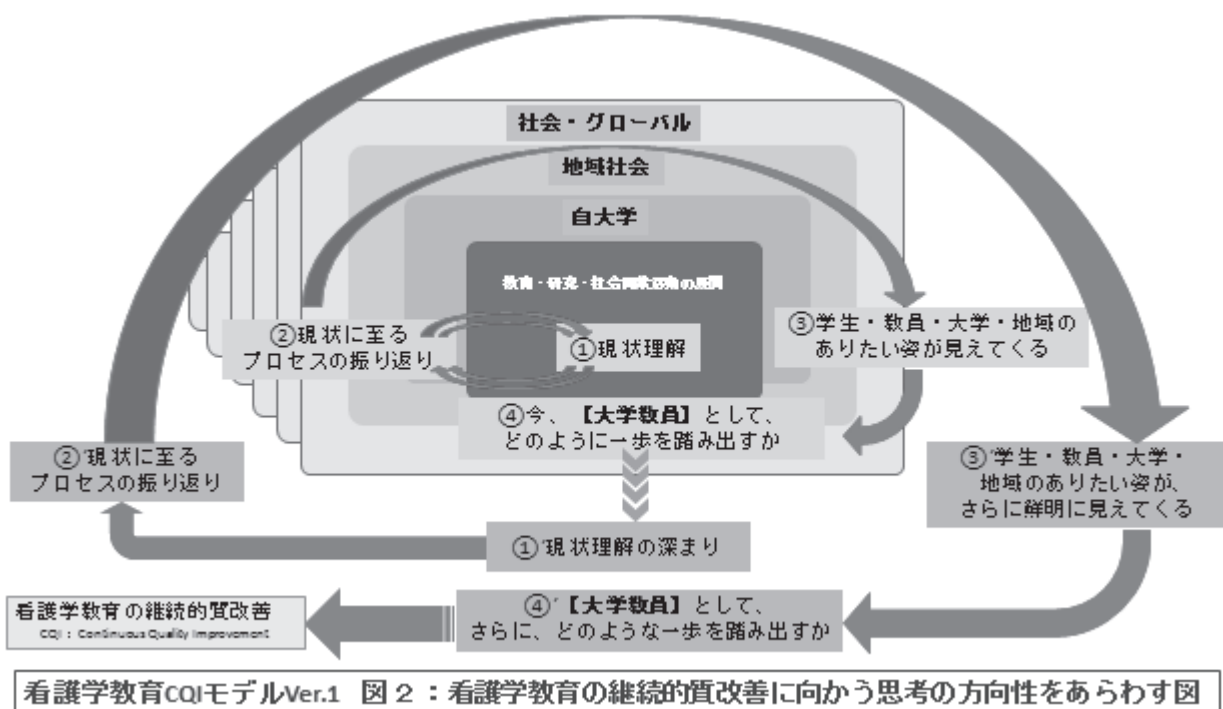 社会・グローバル
地域社会
自大学
教育・研究・社会貢献活動の展開
②現状に至る
プロセスの振り返り
①現状理解
③学生・教員・大学・地域の
ありたい姿が見えてくる
④今、【大学教員】として、
どのように一歩を踏み出すか
②´現状に至る
プロセスの振り返り
③´学生・教員・大学・
地域のありたい姿が、
さらに鮮明に見えてくる
①´現状理解の深まり
④´【大学教員】として、
さらに、どのような一歩を踏み出すか
看護学教育の継続的質改善
CQI：Continuous Quality Improvement
看護学教育CQIモデルVer.1 図２：看護学教育の継続的質改善に向かう思考の方向性をあらわす図